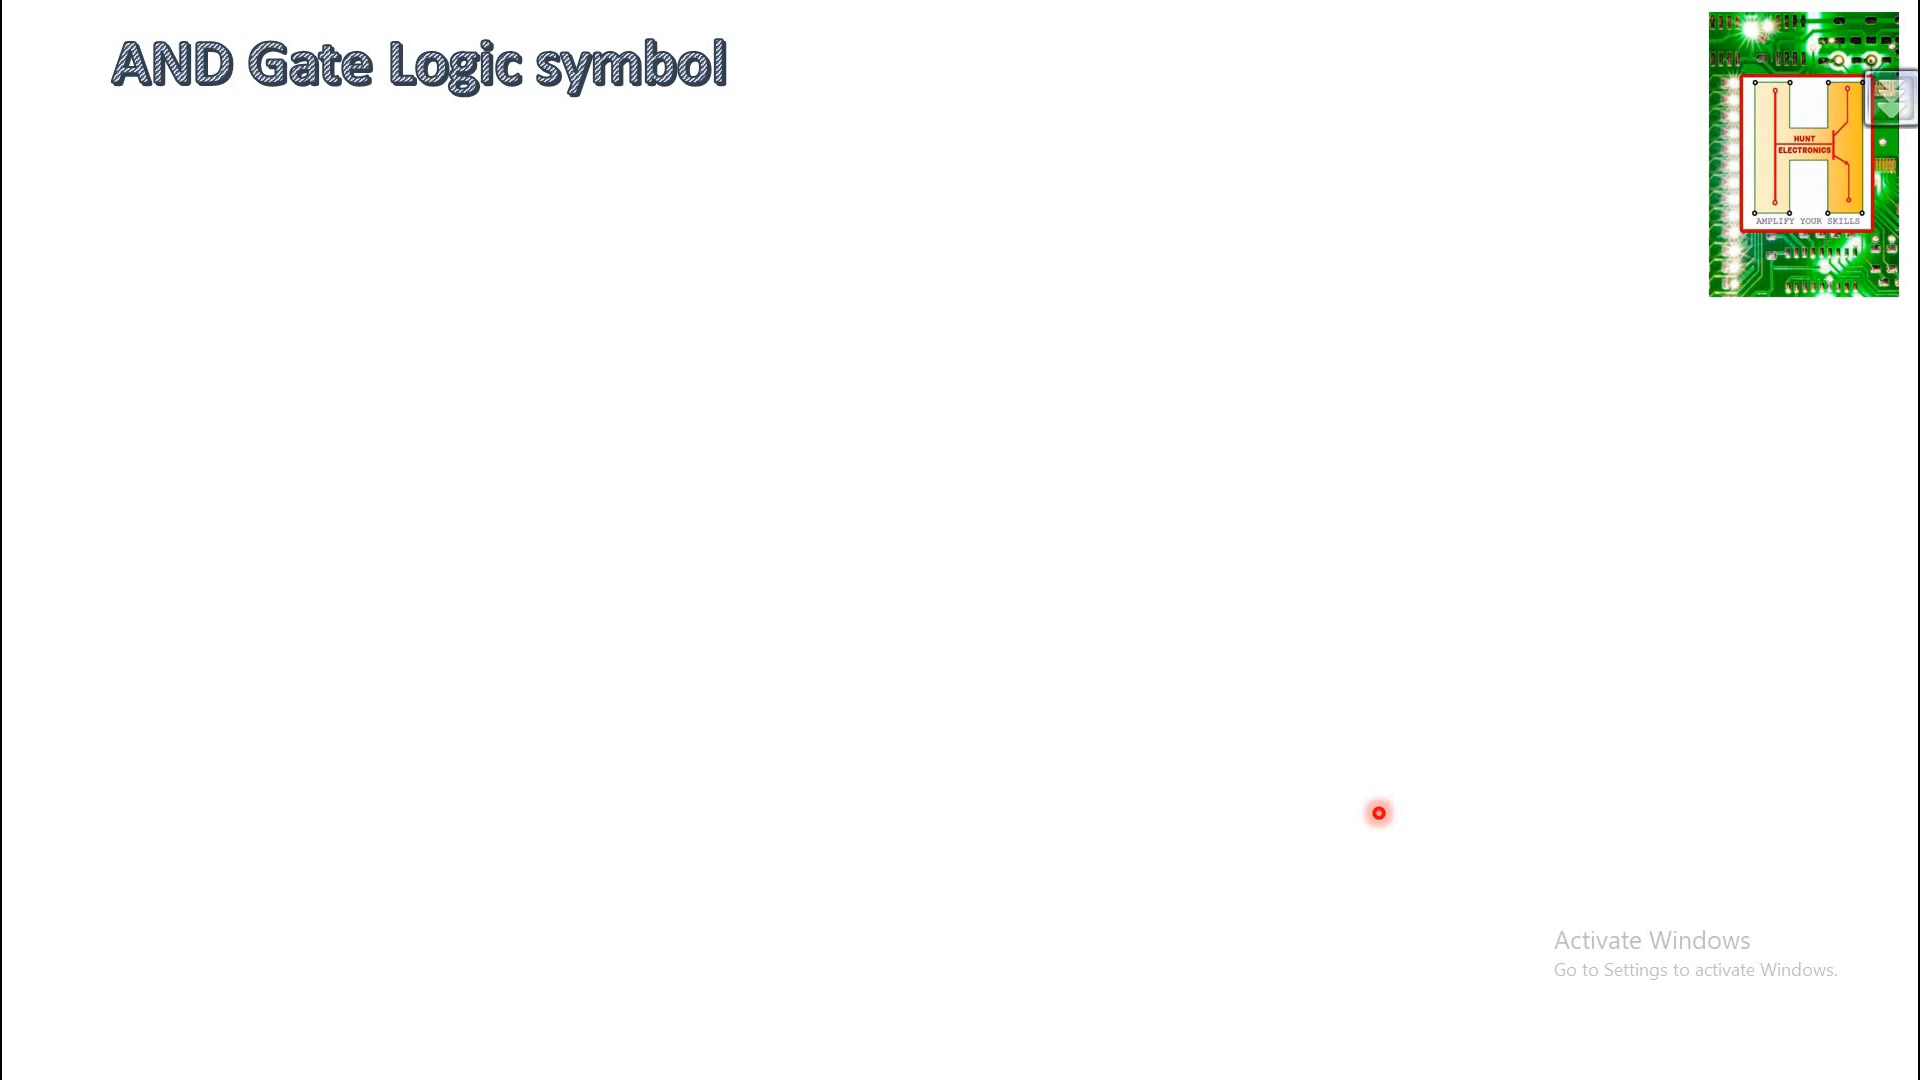 AND Gate Logic symbol
HUNT
ELECTRONICS
AMPLIFY YOUR SKILLS
Activate Windows
Go to Settings to activate Windows.